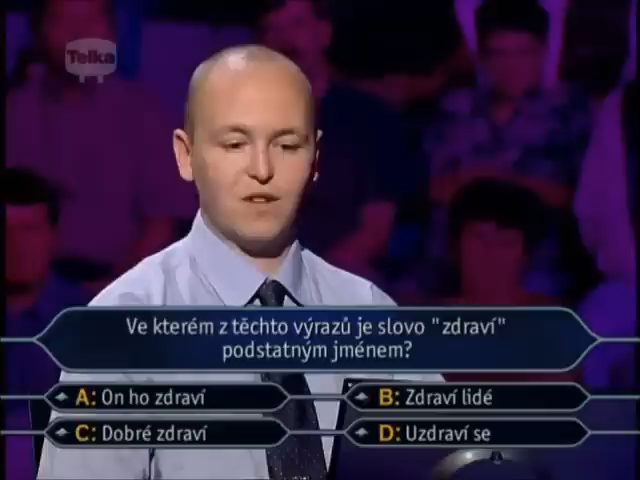 Telka
Ve kterém z těchto výrazů je slovo "zdraví"
podstatným jménem?
A: On ho zdraví
B: Zdraví lidé
C: Dobré zdraví
D: Uzdraví se